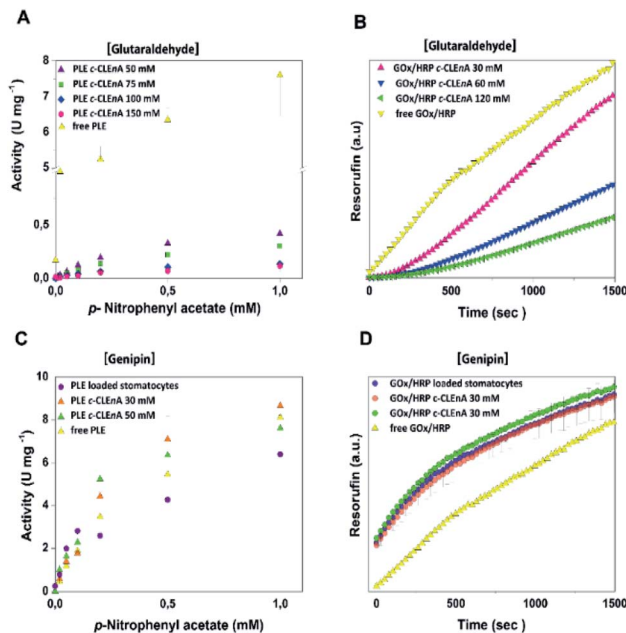 A
[Glutaraldehyde]
PLE c-CLEnA 50 mM
PLE c-CLEnA 75 mM
PLE c-CLEnA 100 mM
PLE c-CLEnA 150 mM
free PLE
Activity (U mg⁻¹)
8
7
6
5
0,5
0,0
0,0
0,5
1,0
p- Nitrophenyl acetate (mM)
B
[Glutaraldehyde]
GOx/HRP c-CLEnA 30 mM
GOx/HRP c-CLEnA 60 mM
GOx/HRP c-CLEnA 120 mM
free GOx/HRP
Resorufin (a.u)
0
500
1000
1500
Time (sec )
C
[Genipin]
PLE loaded stomatocytes
PLE c-CLEnA 30 mM
PLE c-CLEnA 50 mM
free PLE
Activity (U mg⁻¹)
10
8
6
4
2
0
0,0
0,5
1,0
p-Nitrophenyl acetate (mM)
D
[Genipin]
GOx/HRP loaded stomatocytes
GOx/HRP c-CLEnA 30 mM
GOx/HRP c-CLEnA 30 mM
free GOx/HRP
Resorufin (a.u.)
0
500
1000
1500
Time (sec )